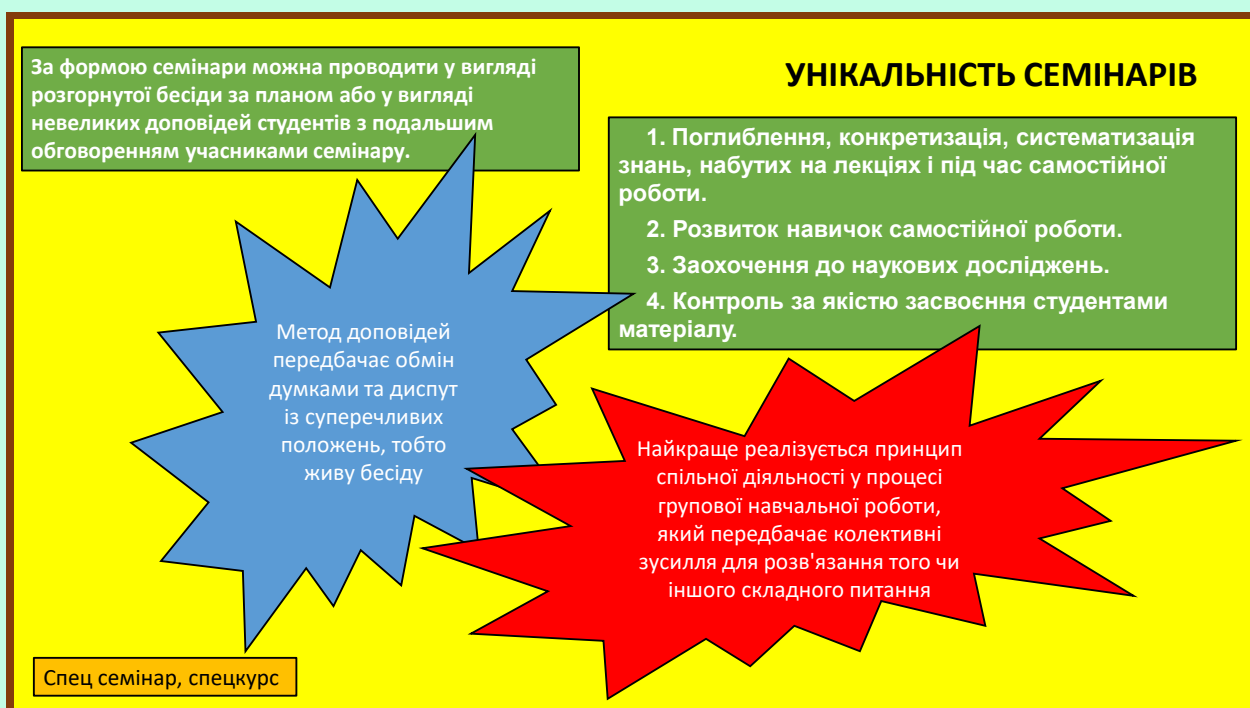 За формою семінари можна проводити у вигляді
розгорнутої бесіди за планом або у вигляді
невеликих доповідей студентів з подальшим
обговоренням учасниками семінару.
УНІКАЛЬНІСТЬ СЕМІНАРІВ
1. Поглиблення, конкретизація, систематизація
знань, набутих на лекціях і під час самостійної
роботи.
2. Розвиток навичок самостійної роботи.
3. Заохочення до наукових досліджень.
4. Контроль за якістю засвоєння студентами
матеріалу.
Метод доповідей
передбачає обмін
думками та диспут
із суперечливих
положень, тобто
живу бесіду
Найкраще реалізується принцип
спільної діяльності у процесі
групової навчальної роботи,
який передбачає колективні
зусилля для розв'язання того чи
іншого складного питання
Спец семінар, спецкурс